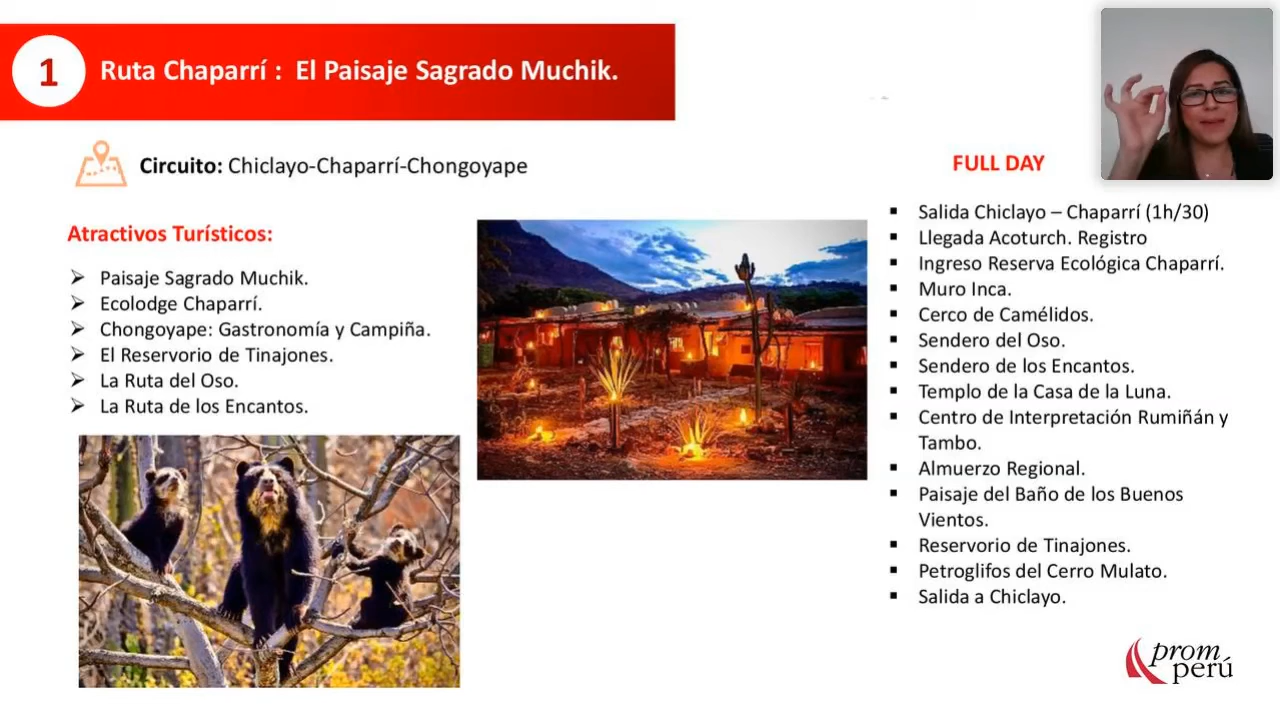 1
Ruta Chaparrí : El Paisaje Sagrado Muchik.
Circuito: Chiclayo-Chaparrí-Chongoyape
Atractivos Turísticos:
Paisaje Sagrado Muchik.
Ecolodge Chaparrí.
Chongoyape: Gastronomía y Campiña.
El Reservorio de Tinajones.
La Ruta del Oso.
La Ruta de los Encantos.
FULL DAY
Salida Chiclayo – Chaparrí (1h/30)
Llegada Acoturch. Registro
Ingreso Reserva Ecológica Chaparrí.
Muro Inca.
Cerco de Camélidos.
Sendero del Oso.
Sendero de los Encantos.
Templo de la Casa de la Luna.
Centro de Interpretación Rumiñán y
Tambo.
Almuerzo Regional.
Paisaje del Baño de los Buenos
Vientos.
Reservorio de Tinajones.
Petroglifos del Cerro Mulato.
Salida a Chiclayo.
prom
perú